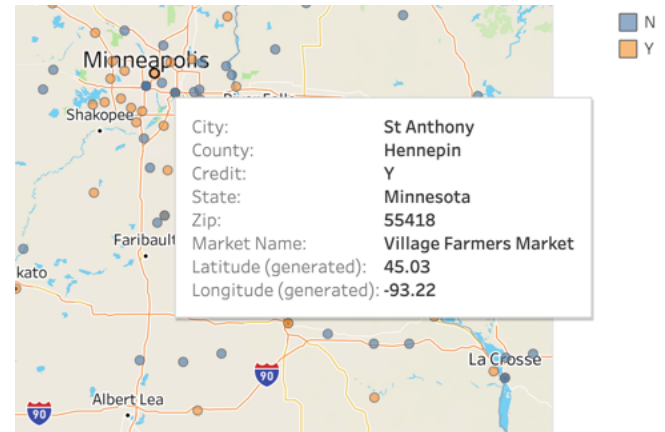 N
Y
Minneapolis
Shakopee
City: St Anthony
County: Hennepin
Credit: Y
State: Minnesota
Zip: 55418
Market Name: Village Farmers Market
Latitude (generated): 45.03
Longitude (generated): -93.22
Faribault
kato
La Crosse
90
Albert Lea
90